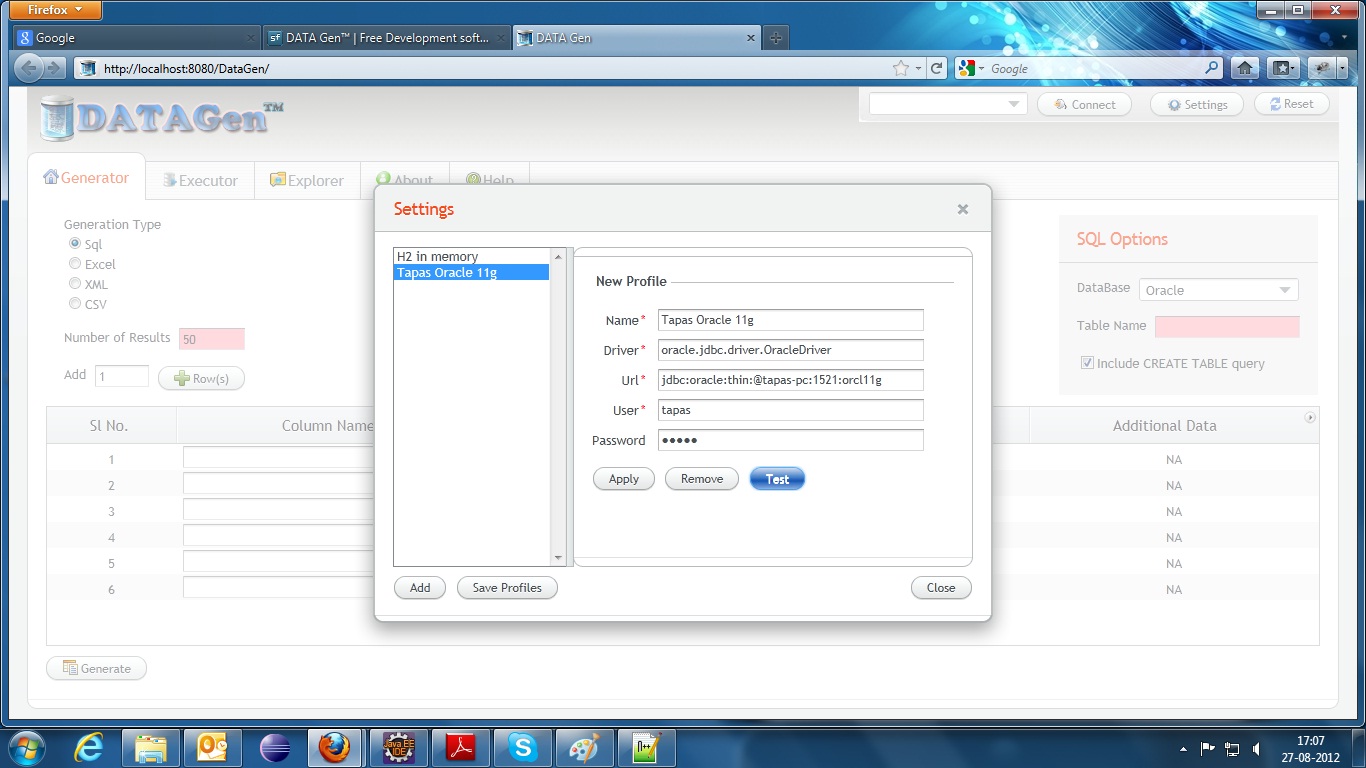 Firefox
Google
DATA Gen™ | Free Development soft...
DATA Gen
http://localhost:8080/DataGen/
Google
DATAGen™
Connect
Settings
Reset
Generator
Executor
Explorer
About
Help
Generation Type
Sql
Excel
XML
CSV
Number of Results 50
Add 1 Row(s)
Settings
H2 in memory
Tapas Oracle 11g
New Profile
Name* Tapas Oracle 11g
Driver* oracle.jdbc.driver.OracleDriver
Url* jdbc:oracle:thin:@tapas-pc:1521:orcl11g
User* tapas
Password •••••
Apply Remove Test
Add Save Profiles Close
SQL Options
DataBase Oracle
Table Name
Include CREATE TABLE query
Sl No. Column Name Additional Data
1 NA
2 NA
3 NA
4 NA
5 NA
6 NA
Generate
Java EE
IDE
17:07
27-08-2012